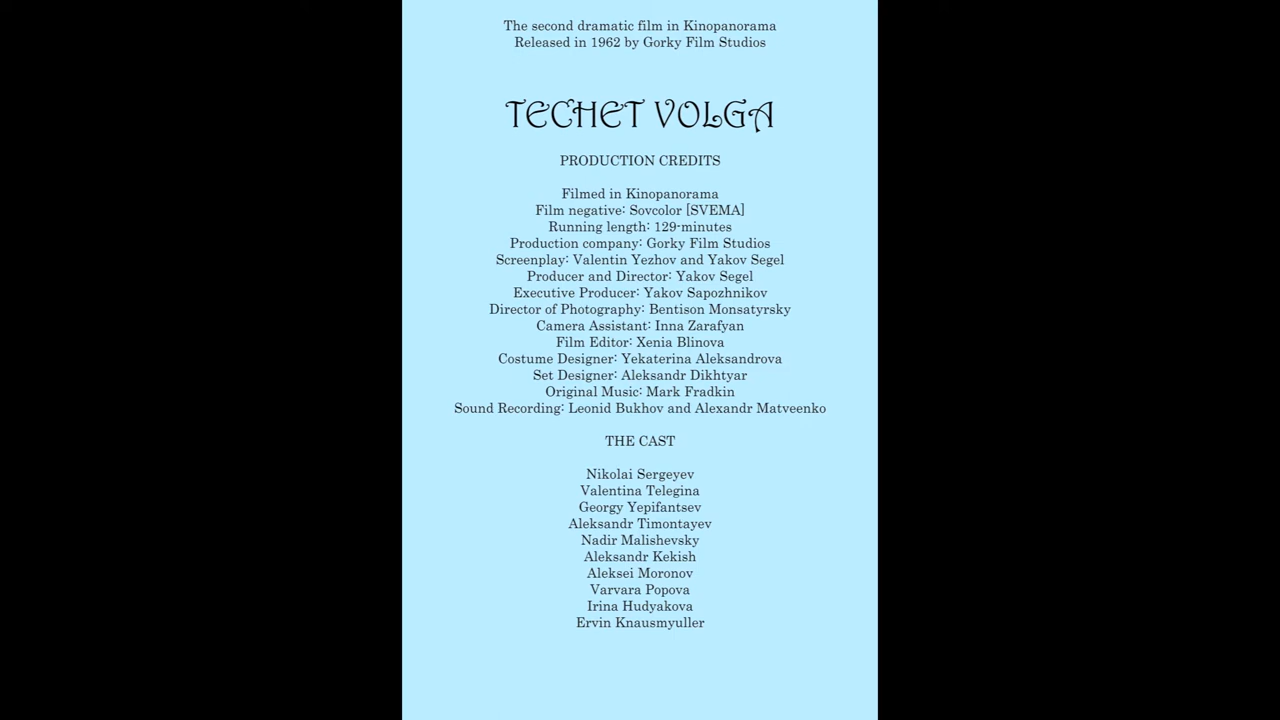 The second dramatic film in Kinopanorama
Released in 1962 by Gorky Film Studios
TECHET VOLGA
PRODUCTION CREDITS
Filmed in Kinopanorama
Film negative: Sovcolor [SVEMA]
Running length: 129-minutes
Production company: Gorky Film Studios
Screenplay: Valentin Yezhov and Yakov Segel
Producer and Director: Yakov Segel
Executive Producer: Yakov Sapozhnikov
Director of Photography: Bentison Monsatyrsky
Camera Assistant: Inna Zarafyan
Film Editor: Xenia Blinova
Costume Designer: Yekaterina Aleksandrova
Set Designer: Aleksandr Dikhtyar
Original Music: Mark Fradkin
Sound Recording: Leonid Bukhov and Alexandr Matveenko
THE CAST
Nikolai Sergeyev
Valentina Telegina
Georgy Yepifantsev
Aleksandr Timontayev
Nadir Malishevsky
Aleksandr Kekish
Aleksei Moronov
Varvara Popova
Irina Hudyakova
Ervin Knausmyuller